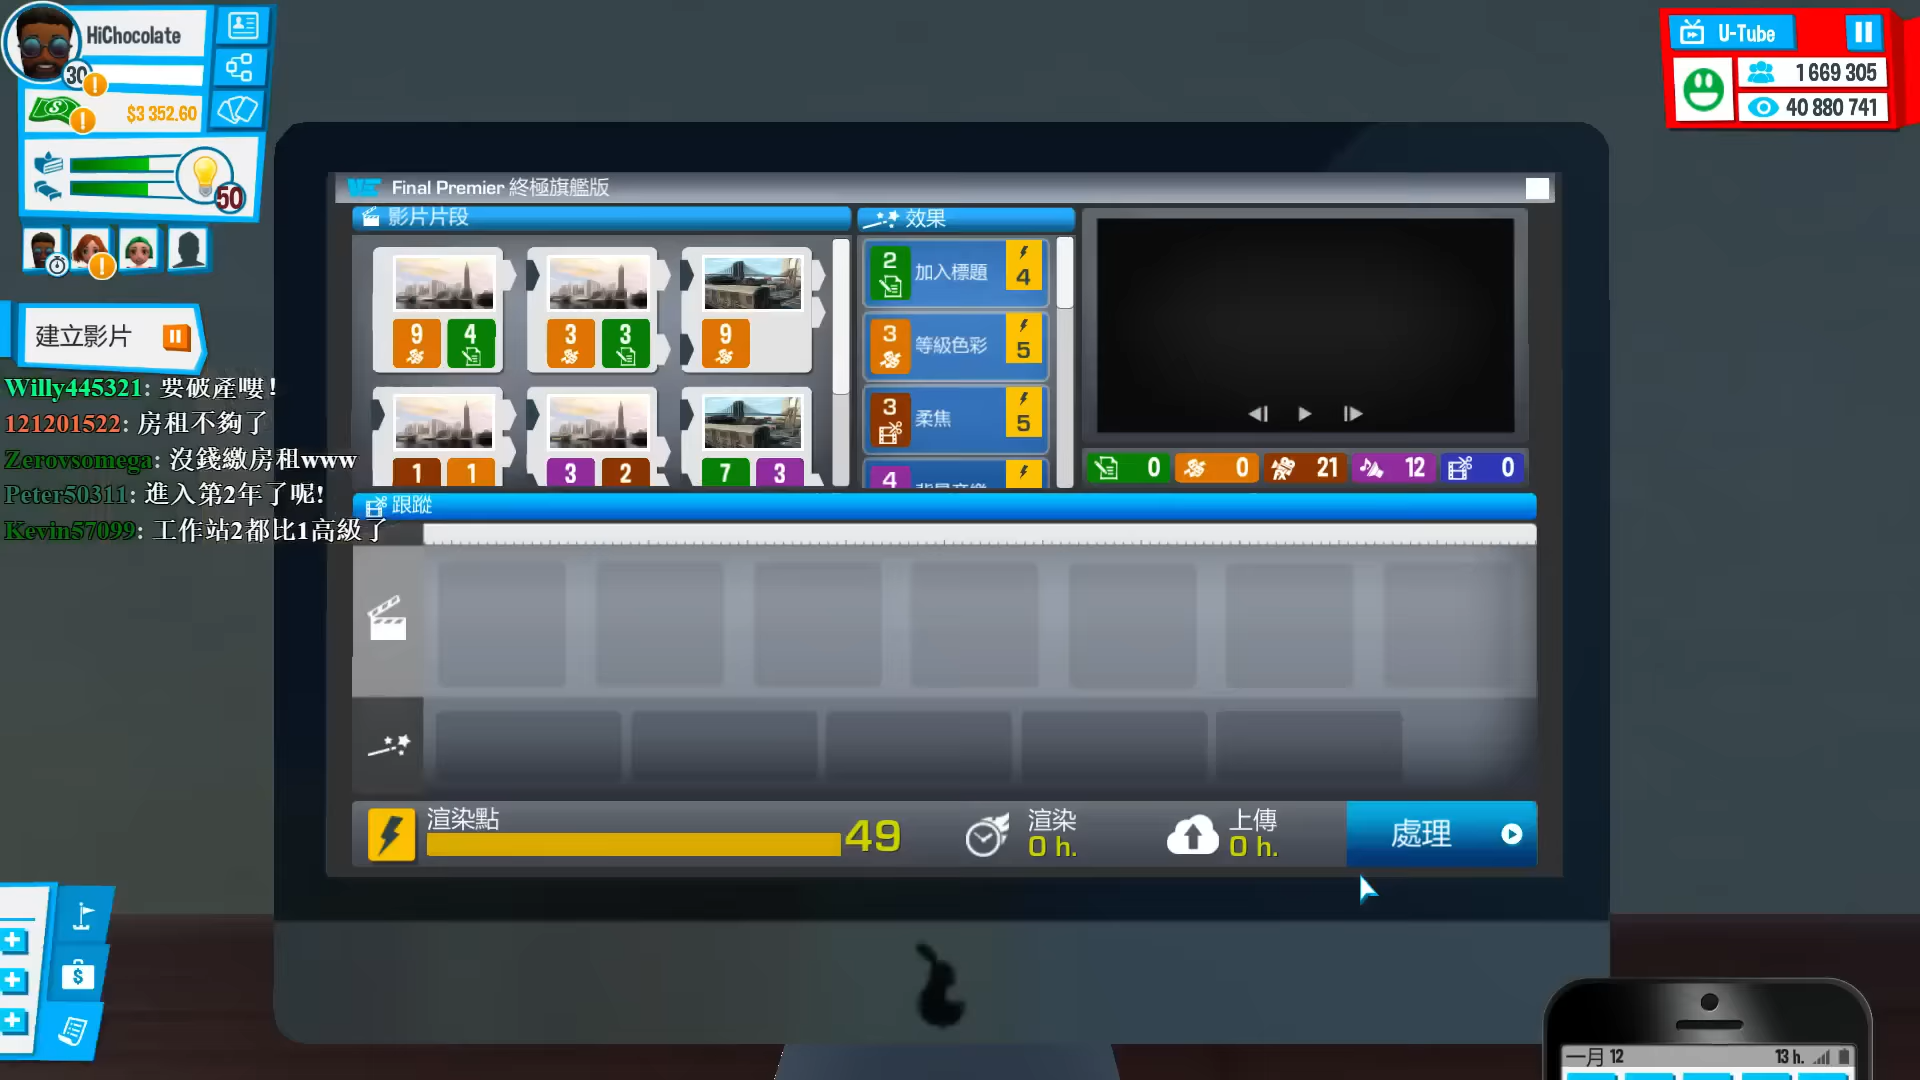 HiChocolate
30
$3 352.60
50
建立影片
Willy445321: 要破產嘍!
121201522: 房租不夠了
Zerovsomega: 沒錢繳房租www
Peter50311: 進入第2年了呢!
Kevin57099: 工作站2都比1高級了
U-Tube
1 669 305
40 880 741
VE Final Premier 終極旗艦版
影片片段
9 4
3 3
9
1 1
3 2
7 3
效果
2 加入標題 4
3 等級色彩 5
3 柔焦 5
4 背景音樂
0 0 21 12 0
跟蹤
渲染點
49
渲染
0 h.
上傳
0 h.
處理
一月 12
13 h.